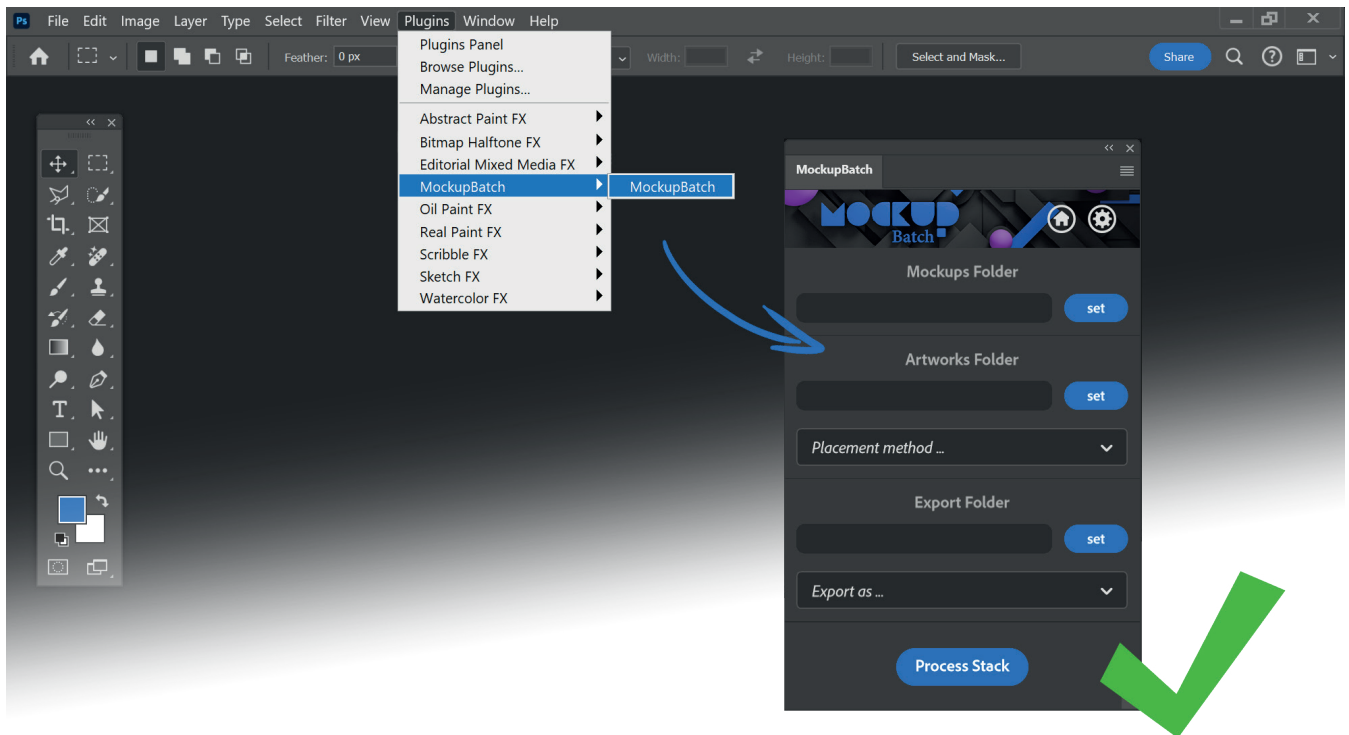 Ps File Edit Image Layer Type Select Filter View Plugins Window Help
Feather: 0 px Width: Height: Select and Mask... Share
Plugins Panel
Browse Plugins...
Manage Plugins...
Abstract Paint FX
Bitmap Halftone FX
Editorial Mixed Media FX
MockupBatch MockupBatch
Oil Paint FX
Real Paint FX
Scribble FX
Sketch FX
Watercolor FX
MockupBatch
MOCKUP
Batch
Mockups Folder
set
Artworks Folder
set
Placement method ...
Export Folder
set
Export as ...
Process Stack